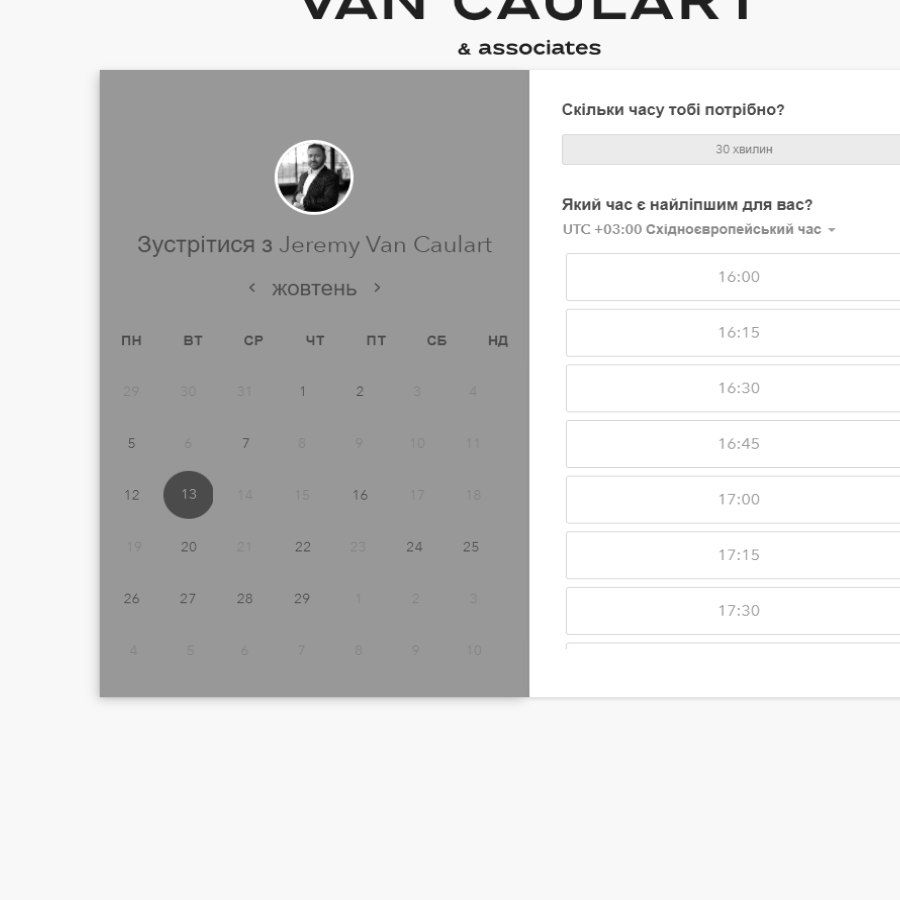 VAN CAULART
& associates
Зустрітися з Jeremy Van Caulart
жовтень
ПН ВТ СР ЧТ ПТ СБ НД
29 30 31 1 2 3 4
5 6 7 8 9 10 11
12 13 14 15 16 17 18
19 20 21 22 23 24 25
26 27 28 29 1 2 3
4 5 6 7 8 9 10
Скільки часу тобі потрібно?
30 хвилин
Який час є найліпшим для вас?
UTC +03:00 Східноєвропейський час
16:00
16:15
16:30
16:45
17:00
17:15
17:30